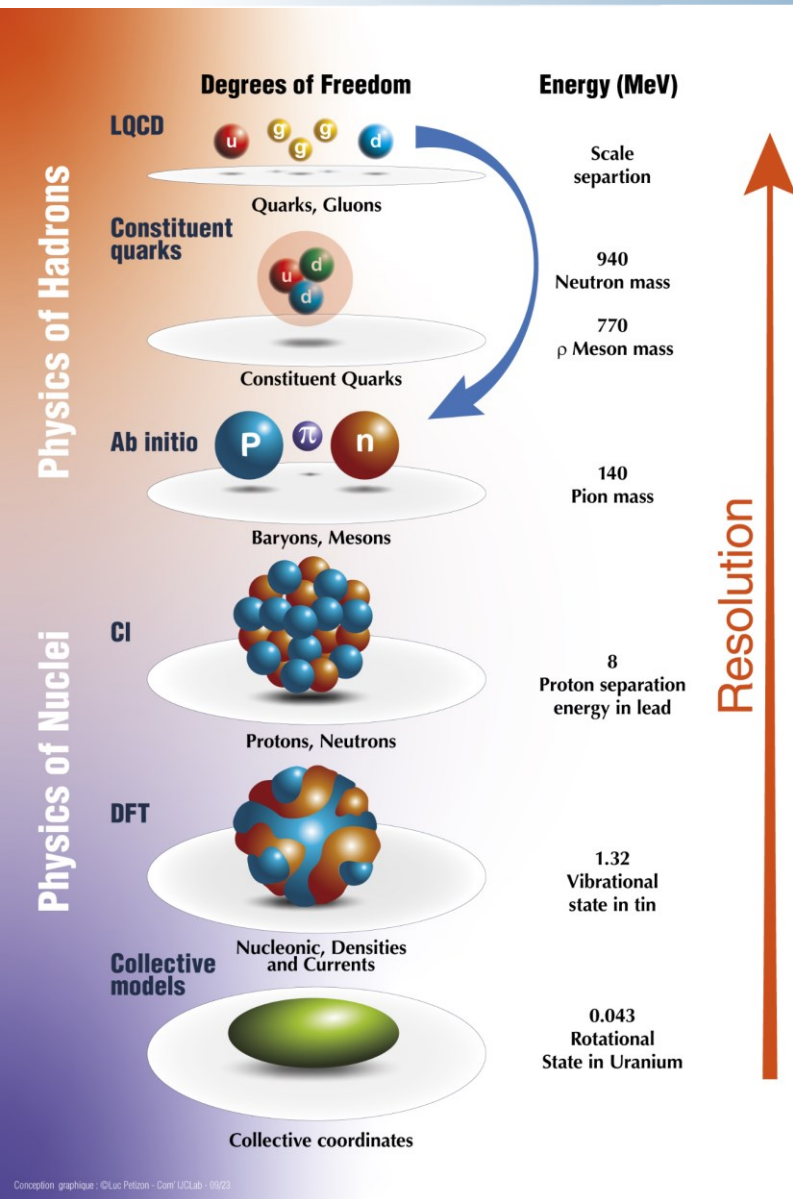 Degrees of Freedom
Energy (MeV)
LQCD
u
g
g
g
d
Scale
separtion
Quarks, Gluons
Constituent
quarks
u
d
d
940
Neutron mass
770
ρ Meson mass
Constituent Quarks
Ab initio
P
π
n
140
Pion mass
Baryons, Mesons
CI
8
Proton separation
energy in lead
Protons, Neutrons
DFT
1.32
Vibrational
state in tin
Nucleonic, Densities
and Currents
Collective
models
0.043
Rotational
State in Uranium
Collective coordinates
Physics of Hadrons
Physics of Nuclei
Resolution
Conception graphique : ©Luc Petizon - Com' IJCLab - 09/23